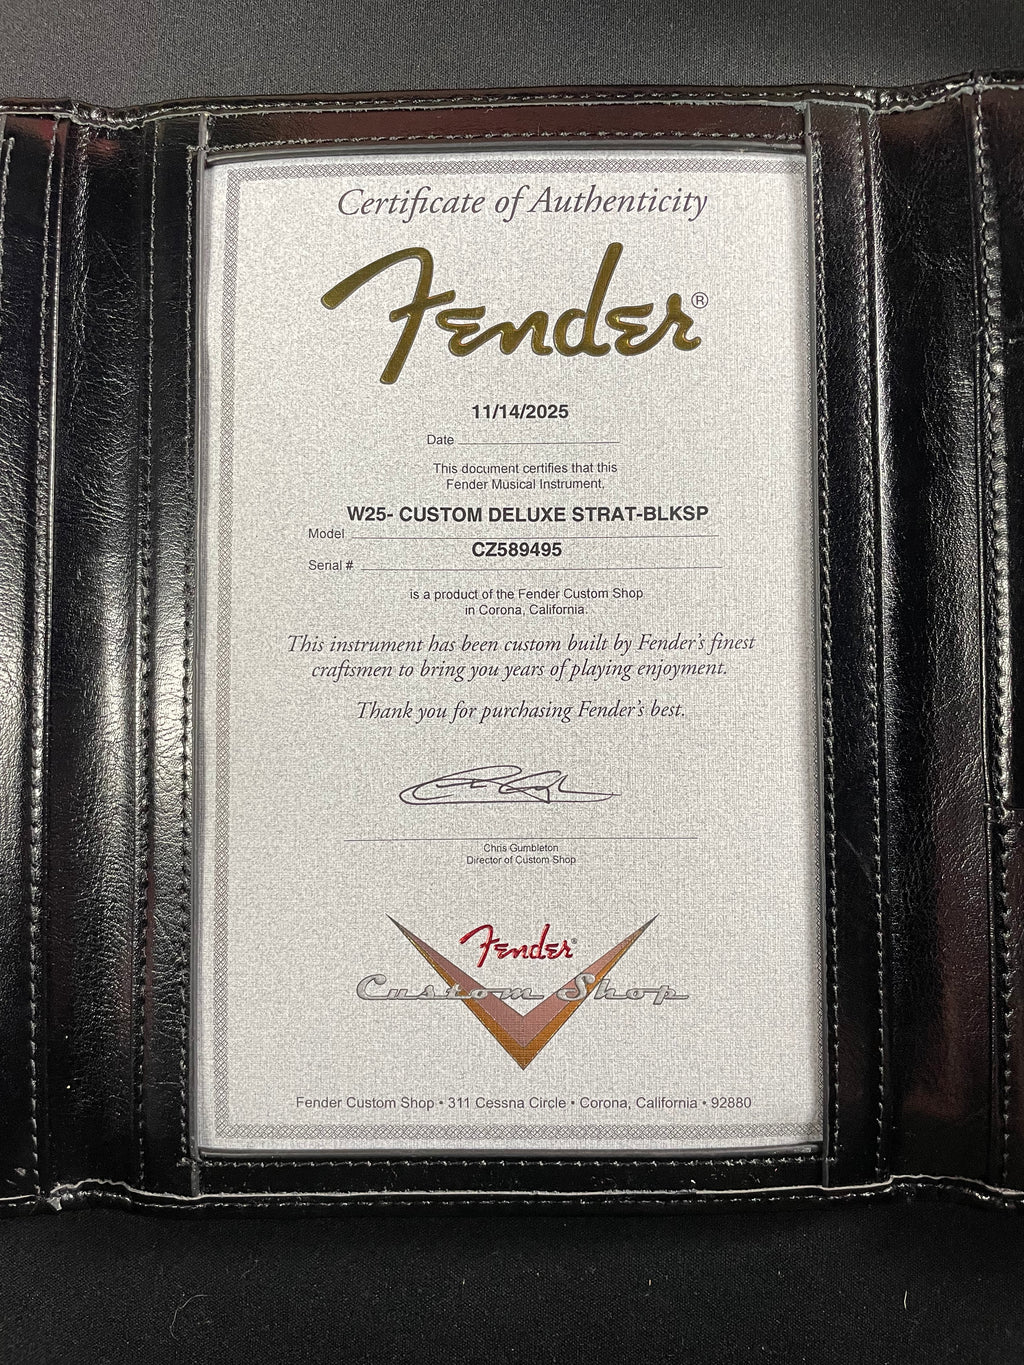 Certificate of Authenticity
Fender®
11/14/2025
Date
This document certifies that this
Fender Musical Instrument,
W25- CUSTOM DELUXE STRAT-BLKSP
Model
CZ589495
Serial #
is a product of the Fender Custom Shop
in Corona, California.
This instrument has been custom built by Fender's finest
craftsmen to bring you years of playing enjoyment.
Thank you for purchasing Fender's best.
Chris Gumbleton
Director of Custom Shop
Fender®
Custom Shop
Fender Custom Shop • 311 Cessna Circle • Corona, California • 92880